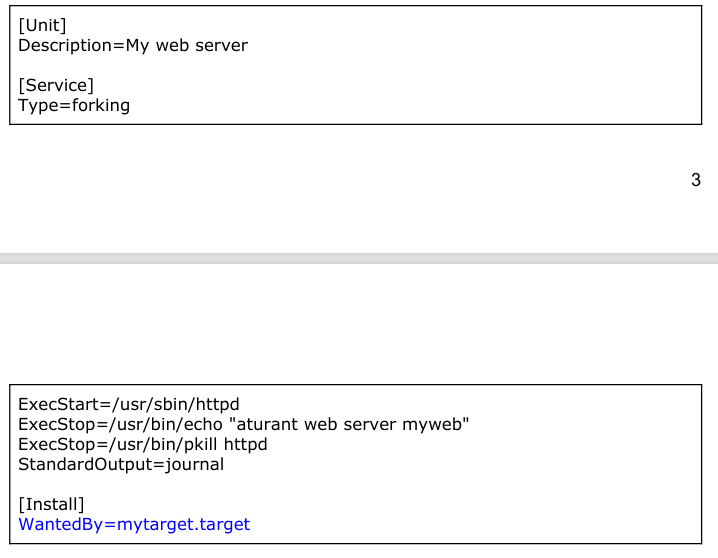 [Unit]
Description=My web server

[Service]
Type=forking

3

ExecStart=/usr/sbin/httpd
ExecStop=/usr/bin/echo "aturant web server myweb"
ExecStop=/usr/bin/pkill httpd
StandardOutput=journal

[Install]
WantedBy=mytarget.target